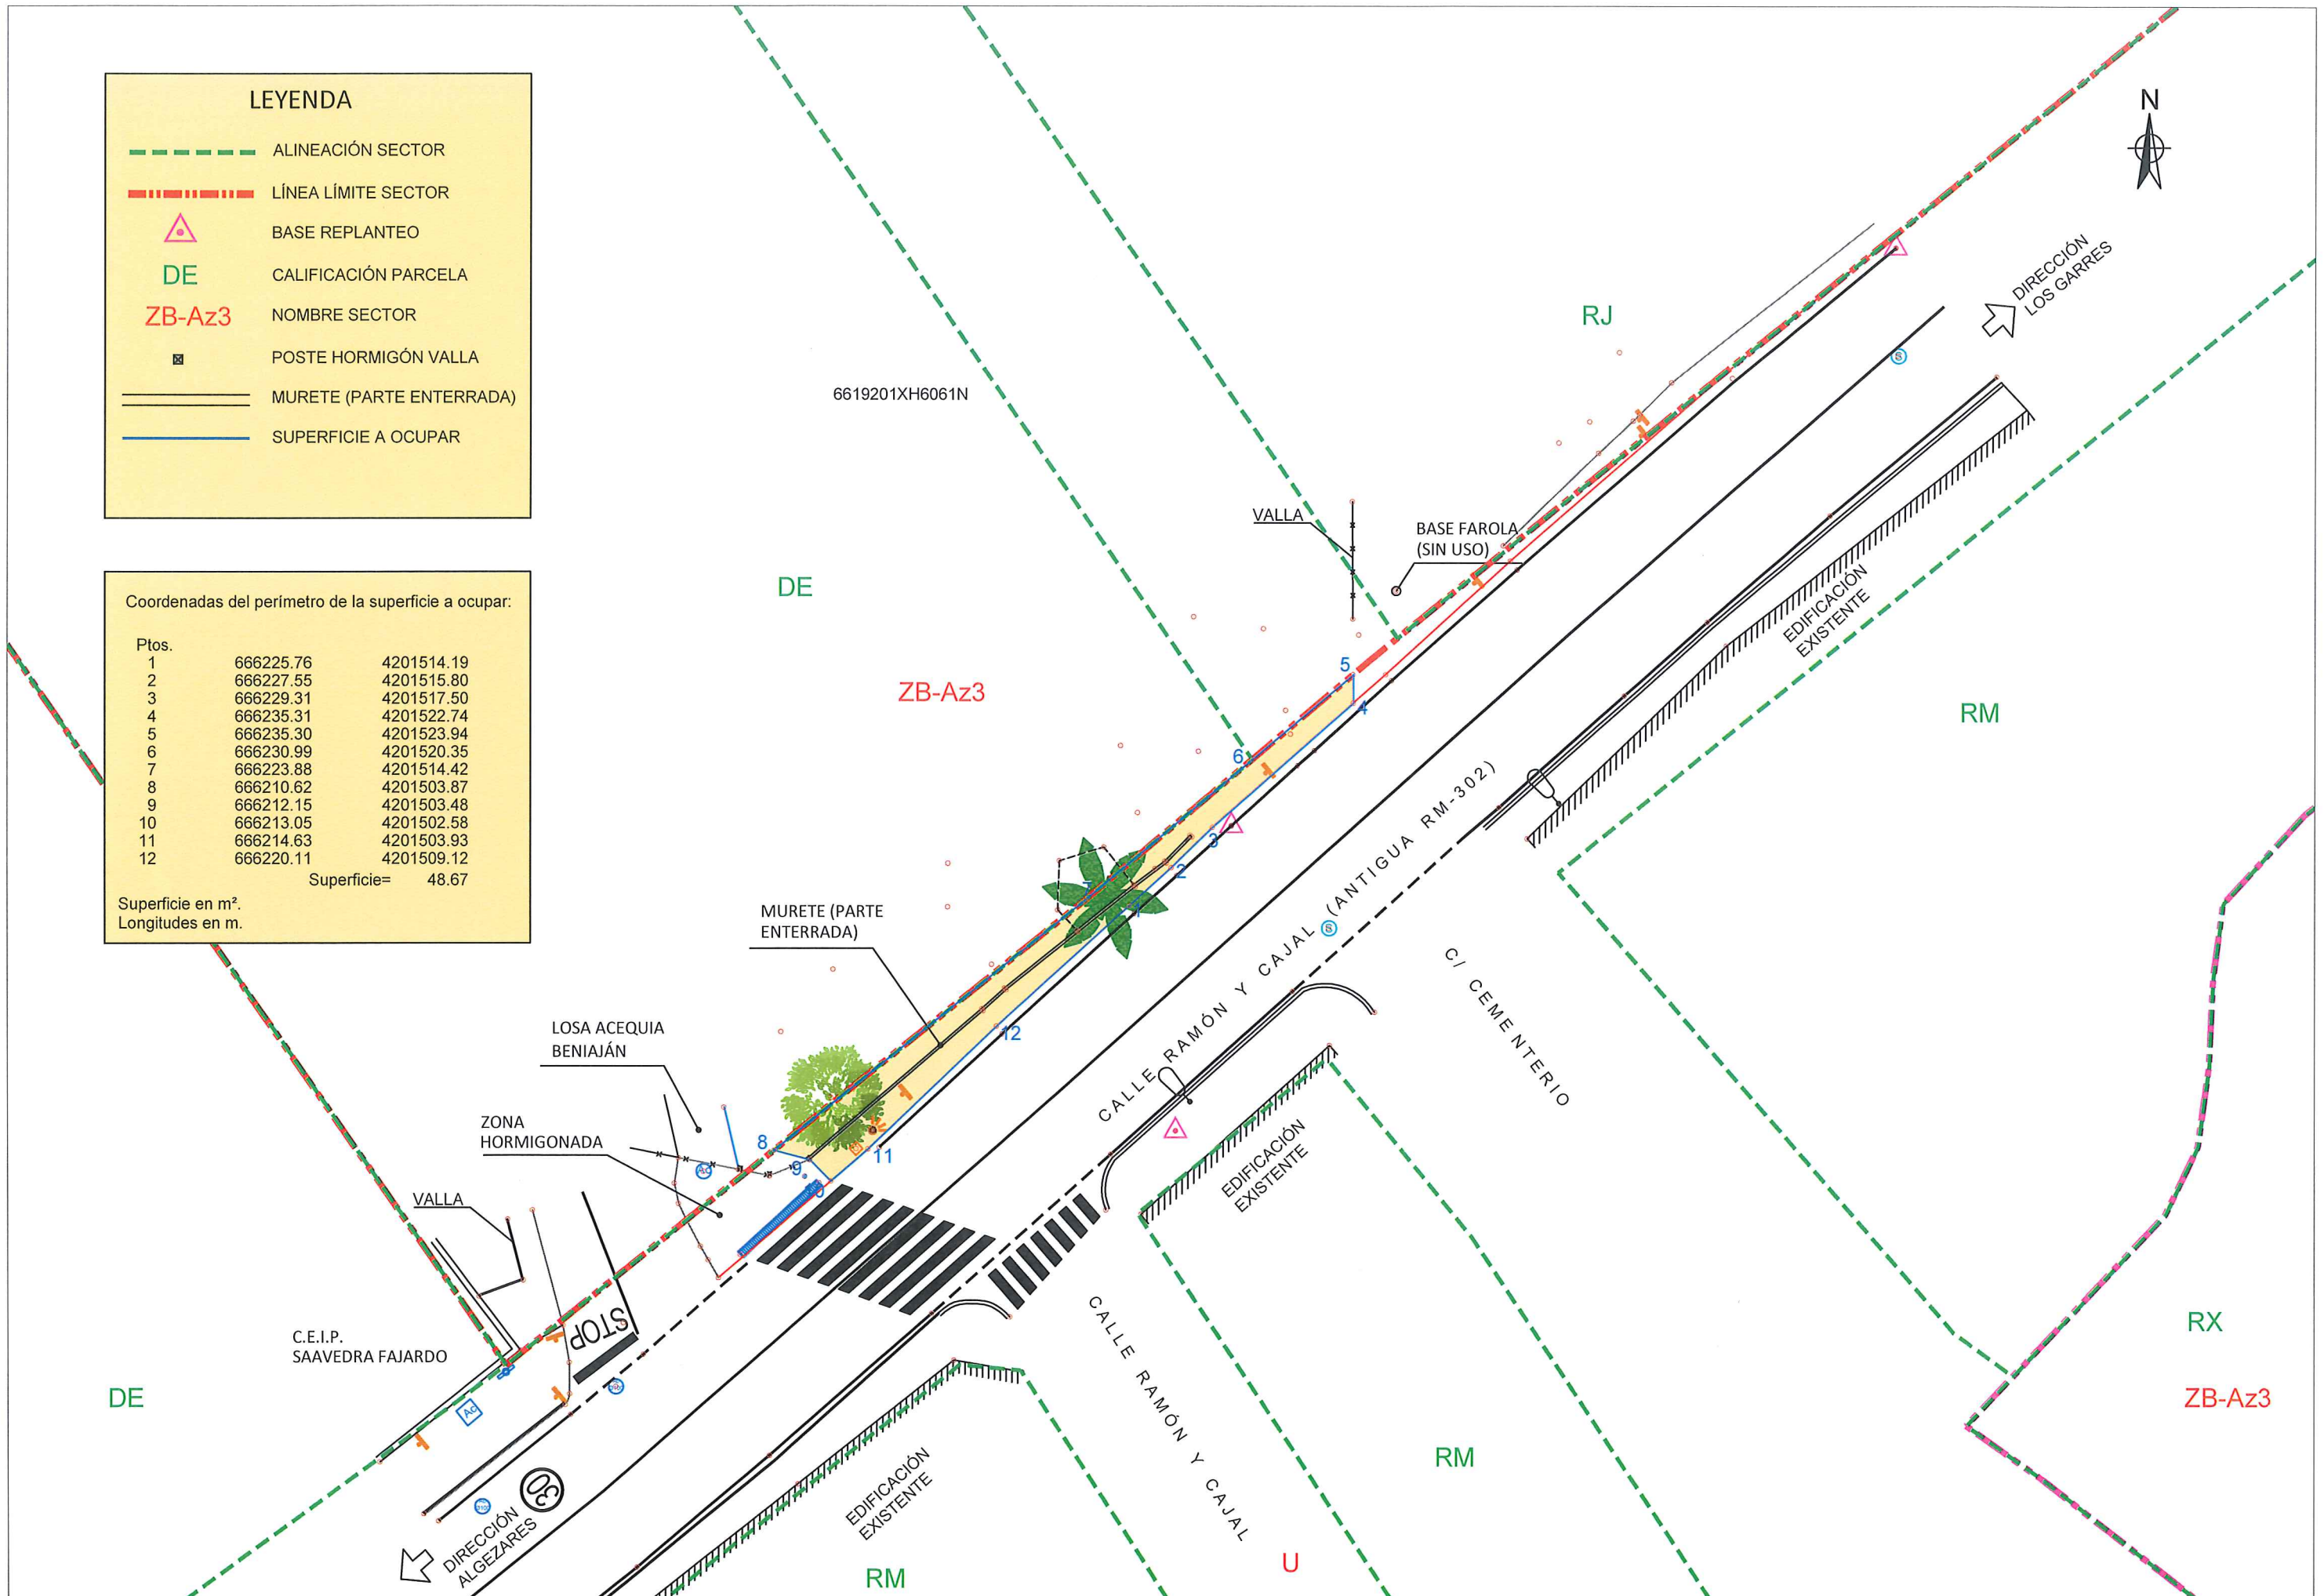 LEYENDA
ALINEACIÓN SECTOR
LÍNEA LÍMITE SECTOR
BASE REPLANTEO
DE CALIFICACIÓN PARCELA
ZB-Az3 NOMBRE SECTOR
POSTE HORMIGÓN VALLA
MURETE (PARTE ENTERRADA)
SUPERFICIE A OCUPAR
Coordenadas del perímetro de la superficie a ocupar:
Ptos.
1 666225.76 4201514.19
2 666227.55 4201515.80
3 666229.31 4201517.50
4 666235.31 4201522.74
5 666235.30 4201523.94
6 666230.99 4201520.35
7 666223.88 4201514.42
8 666210.62 4201503.87
9 666212.15 4201503.48
10 666213.05 4201502.58
11 666214.63 4201503.93
12 666220.11 4201509.12
Superficie= 48.67
Superficie en m².
Longitudes en m.
N
DIRECCIÓN
LOS GARRES
RJ
S
6619201XH6061N
VALLA
BASE FAROLA
(SIN USO)
DE
ZB-Az3
EDIFICACIÓN
EXISTENTE
RM
5
4
6
3
2
7
1
12
8
9
11
MURETE (PARTE
ENTERRADA)
CALLE RAMÓN Y CAJAL (ANTIGUA RM-302)
S
C/ CEMENTERIO
LOSA ACEQUIA
BENIAJÁN
ZONA
HORMIGONADA
VALLA
EDIFICACIÓN
EXISTENTE
STOP
C.E.I.P.
SAAVEDRA FAJARDO
DE
Ac
30
DIRECCIÓN
ALGEZARES
EDIFICACIÓN
EXISTENTE
RM
CALLE RAMÓN Y CAJAL
U
RM
RX
ZB-Az3